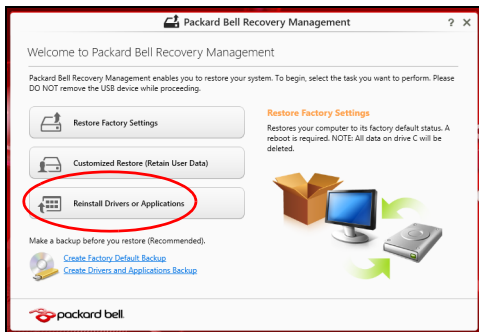 Packard Bell Recovery Management
? X
Welcome to Packard Bell Recovery Management
Packard Bell Recovery Management enables you to restore your system. To begin, select the task you want to perform. Please
DO NOT remove the USB device while proceeding.
Restore Factory Settings
Customized Restore (Retain User Data)
Reinstall Drivers or Applications
Restore Factory Settings
Restores your computer to its factory default status. A
reboot is required. NOTE: All data on drive C will be
deleted.
Make a backup before you restore (Recommended).
Create Factory Default Backup
Create Drivers and Applications Backup
packard bell